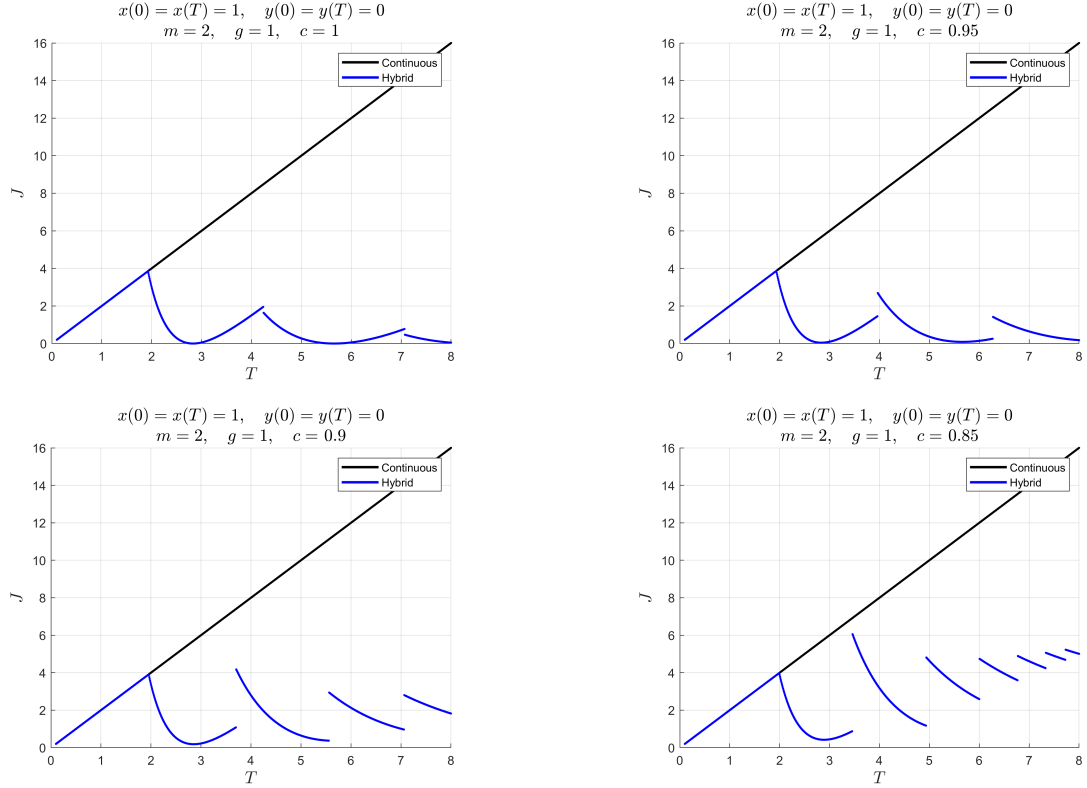 x(0) = x(T) = 1,    y(0) = y(T) = 0
m = 2,    g = 1,    c = 1
16
14
12
10
8
6
4
2
0
J
Continuous
Hybrid
0 1 2 3 4 5 6 7 8
T
x(0) = x(T) = 1,    y(0) = y(T) = 0
m = 2,    g = 1,    c = 0.95
16
14
12
10
8
6
4
2
0
J
Continuous
Hybrid
0 1 2 3 4 5 6 7 8
T
x(0) = x(T) = 1,    y(0) = y(T) = 0
m = 2,    g = 1,    c = 0.9
16
14
12
10
8
6
4
2
0
J
Continuous
Hybrid
0 1 2 3 4 5 6 7 8
T
x(0) = x(T) = 1,    y(0) = y(T) = 0
m = 2,    g = 1,    c = 0.85
16
14
12
10
8
6
4
2
0
J
Continuous
Hybrid
0 1 2 3 4 5 6 7 8
T